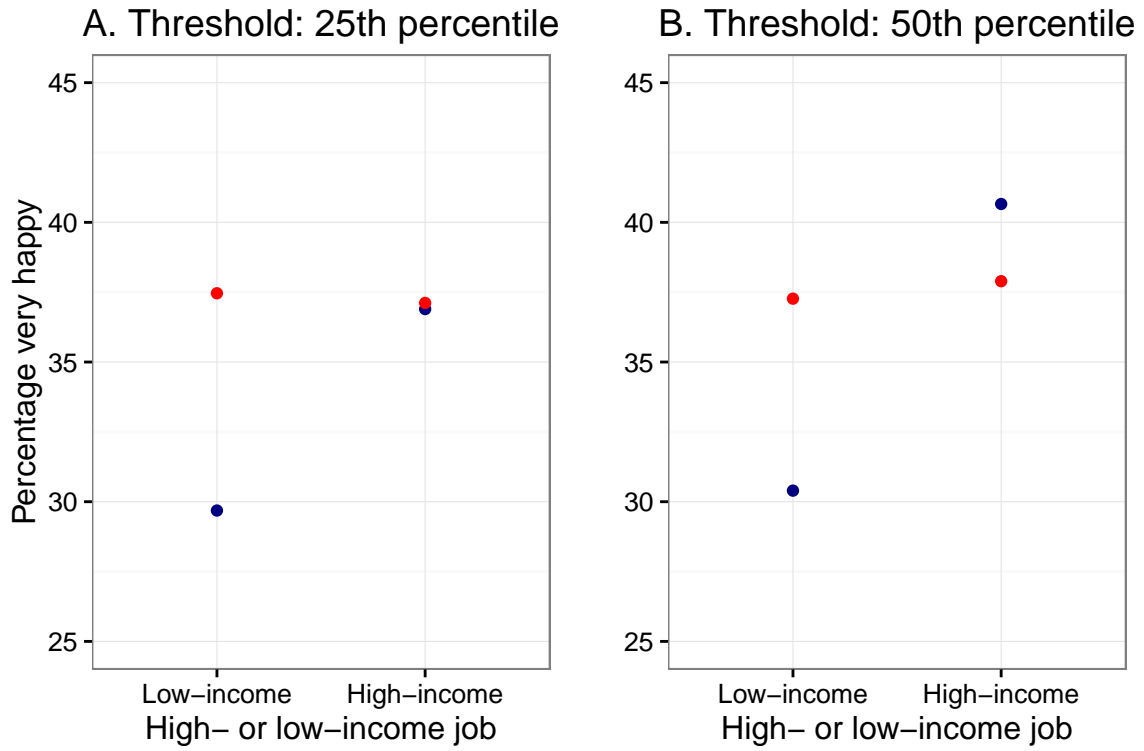 A. Threshold: 25th percentile
Percentage very happy
45
40
35
30
25
Low−income
High−income
High− or low−income job
B. Threshold: 50th percentile
45
40
35
30
25
Low−income
High−income
High− or low−income job